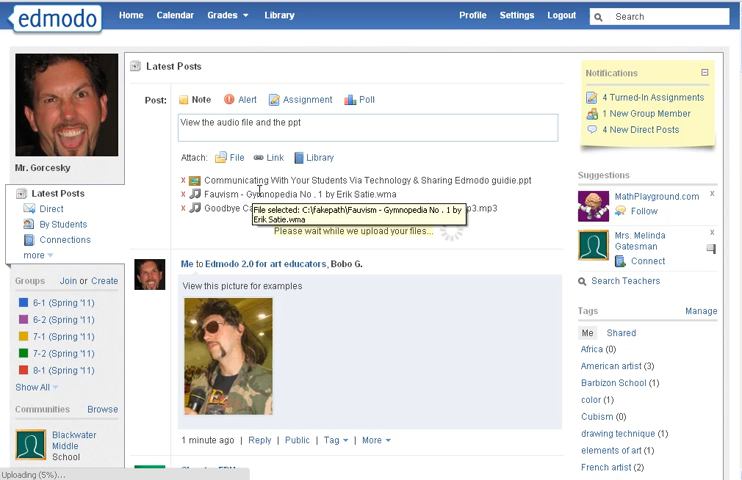 edmodo
Home Calendar Grades Library Profile Settings Logout Search
Mr. Gorcesky
Latest Posts
Direct
By Students
Connections
more
Groups Join or Create
6-1 (Spring '11)
6-2 (Spring '11)
7-1 (Spring '11)
7-2 (Spring '11)
8-1 (Spring '11)
Show All
Communities Browse
Blackwater
Middle
School
Uploading (5%)...
Latest Posts
Post: Note Alert Assignment Poll
View the audio file and the ppt
Attach: File Link Library
x Communicating With Your Students Via Technology & Sharing Edmodo guidie.ppt
x Fauvism - Gymnopedia No . 1 by Erik Satie.wma
x Goodbye p3.mp3
File selected: C:\fakepath\Fauvism - Gymnopedia No . 1 by
Erik Satie.wma
Please wait while we upload your files...
Me to Edmodo 2.0 for art educators, Bobo G.
View this picture for examples
1 minute ago | Reply | Public | Tag | More
Notifications
4 Turned-In Assignments
1 New Group Member
4 New Direct Posts
Suggestions
MathPlayground.com x
Follow
Mrs. Melinda x
Gatesman
Connect
Search Teachers
Tags Manage
Me Shared
Africa (0)
American artist (3)
Barbizon School (1)
color (1)
Cubism (0)
drawing technique (1)
elements of art (1)
French artist (2)